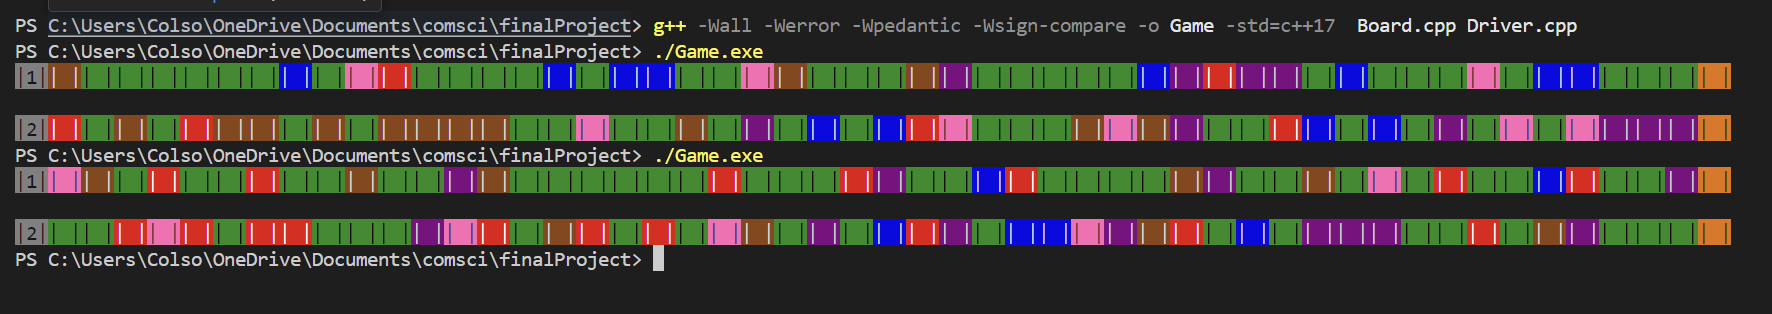 PS C:\Users\Colso\OneDrive\Documents\comsci\finalProject> g++ -Wall -Werror -Wpedantic -Wsign-compare -o Game -std=c++17  Board.cpp Driver.cpp
PS C:\Users\Colso\OneDrive\Documents\comsci\finalProject> ./Game.exe
|1|| || || || || || || || || || || || || || || || || || || || || || || || || || || || || || || || || || || || || || || || || || || || || || || || || || || |
|2|| || || || || || || || || || || || || || || || || || || || || || || || || || || || || || || || || || || || || || || || || || || || || || || || || || || |
PS C:\Users\Colso\OneDrive\Documents\comsci\finalProject> ./Game.exe
|1|| || || || || || || || || || || || || || || || || || || || || || || || || || || || || || || || || || || || || || || || || || || || || || || || || || || |
|2|| || || || || || || || || || || || || || || || || || || || || || || || || || || || || || || || || || || || || || || || || || || || || || || || || || || |
PS C:\Users\Colso\OneDrive\Documents\comsci\finalProject>